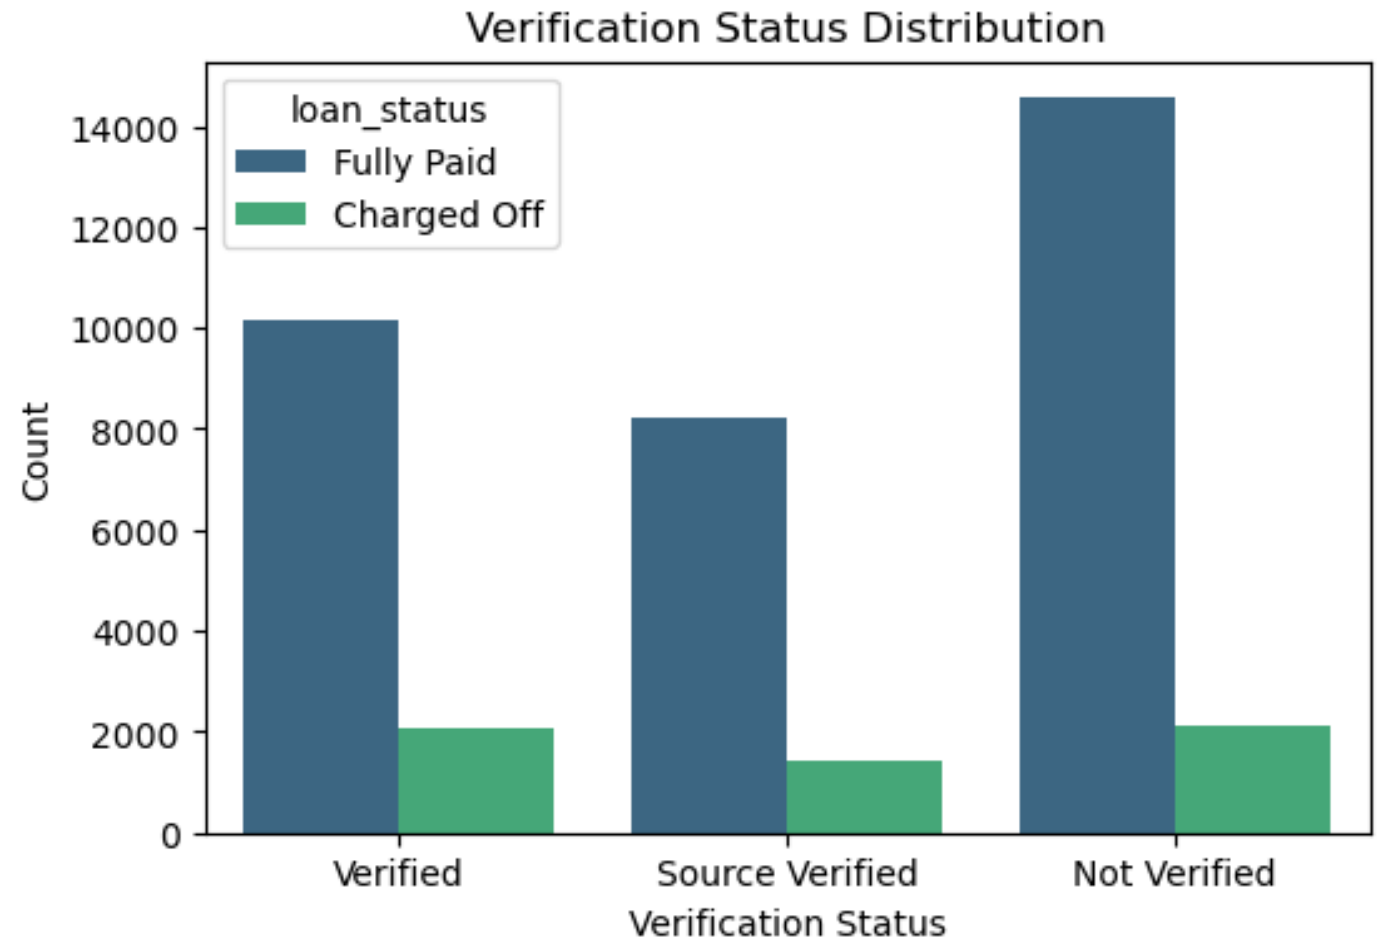 Verification Status Distribution
loan_status
Fully Paid
Charged Off
14000
12000
10000
8000
6000
4000
2000
0
Count
Verified
Source Verified
Not Verified
Verification Status